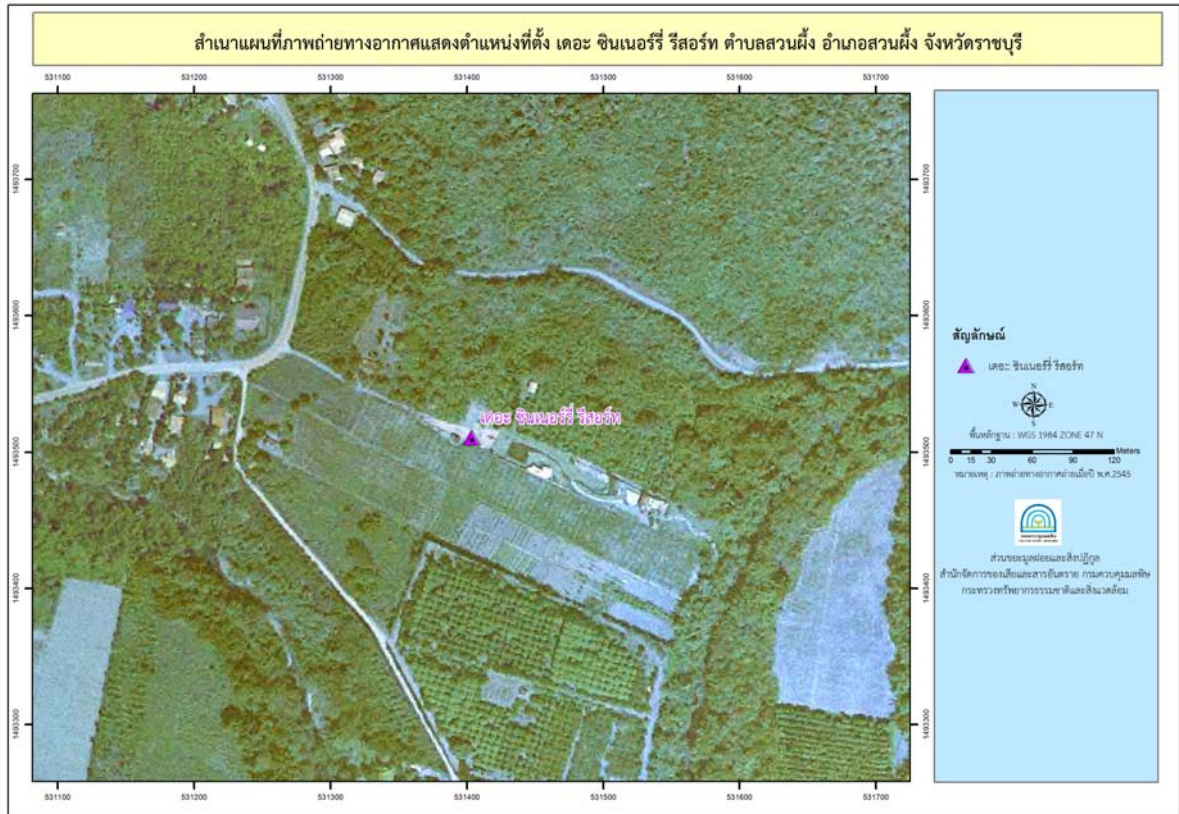 สำเนาแผนที่ภาพถ่ายทางอากาศแสดงตำแหน่งที่ตั้ง เดอะ ซินเนอร์รี่ รีสอร์ท ตำบลสวนผึ้ง อำเภอสวนผึ้ง จังหวัดราชบุรี
531100 531200 531300 531400 531500 531600 531700
1493700 1493700
1493600 1493600
เดอะ ซินเนอร์รี่ รีสอร์ท
1493500 1493500
1493400 1493400
1493300 1493300
531100 531200 531300 531400 531500 531600 531700
สัญลักษณ์
เดอะ ซินเนอร์รี่ รีสอร์ท
N
W E
S
พื้นหลักฐาน : WGS 1984 ZONE 47 N
Meters
0 15 30 60 90 120
หมายเหตุ : ภาพถ่ายทางอากาศถ่ายเมื่อปี พ.ศ.2545
ส่วนขยะมูลฝอยและสิ่งปฏิกูล
สำนักจัดการของเสียและสารอันตราย กรมควบคุมมลพิษ
กระทรวงทรัพยากรธรรมชาติและสิ่งแวดล้อม